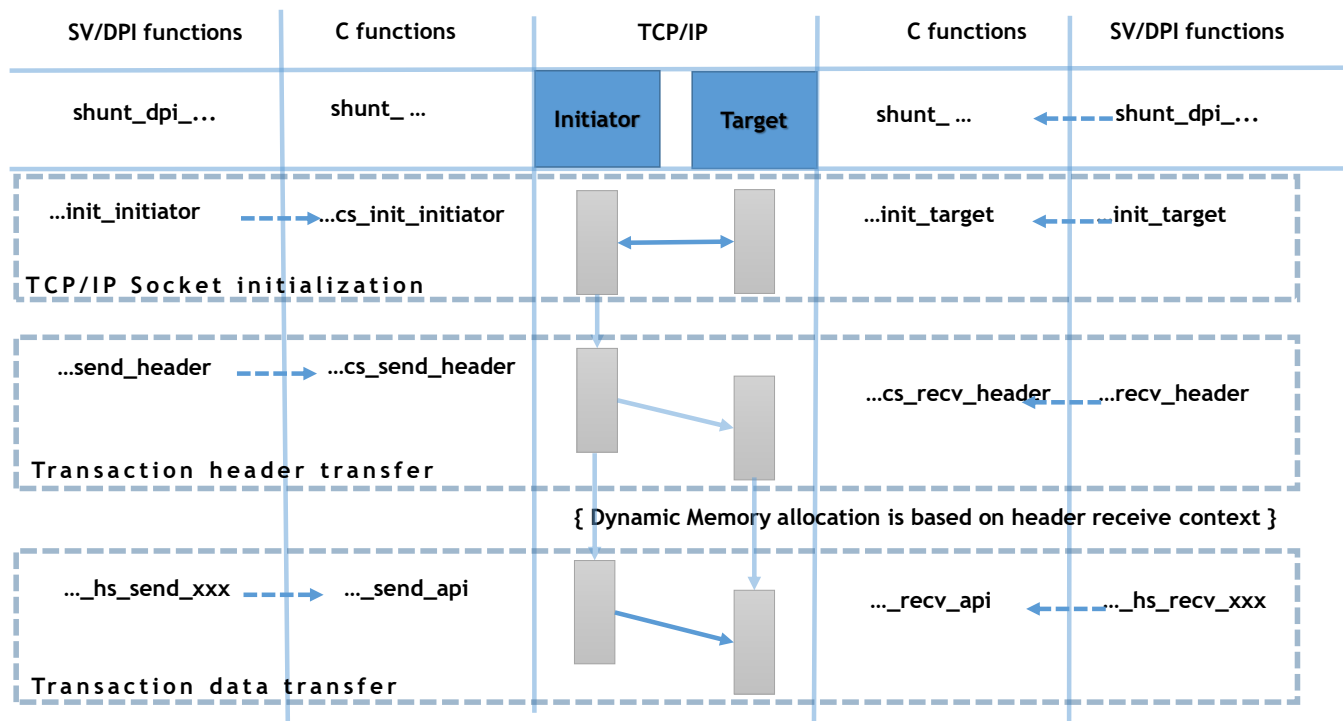 SV/DPI functions C functions TCP/IP C functions SV/DPI functions
shunt_dpi_... shunt_ ... Initiator Target shunt_ ... shunt_dpi_...
...init_initiator ...cs_init_initiator ...init_target ...init_target
TCP/IP Socket initialization
...send_header ...cs_send_header ...cs_recv_header ...recv_header
Transaction header transfer
{ Dynamic Memory allocation is based on header receive context }
..._hs_send_xxx ..._send_api ..._recv_api ..._hs_recv_xxx
Transaction data transfer